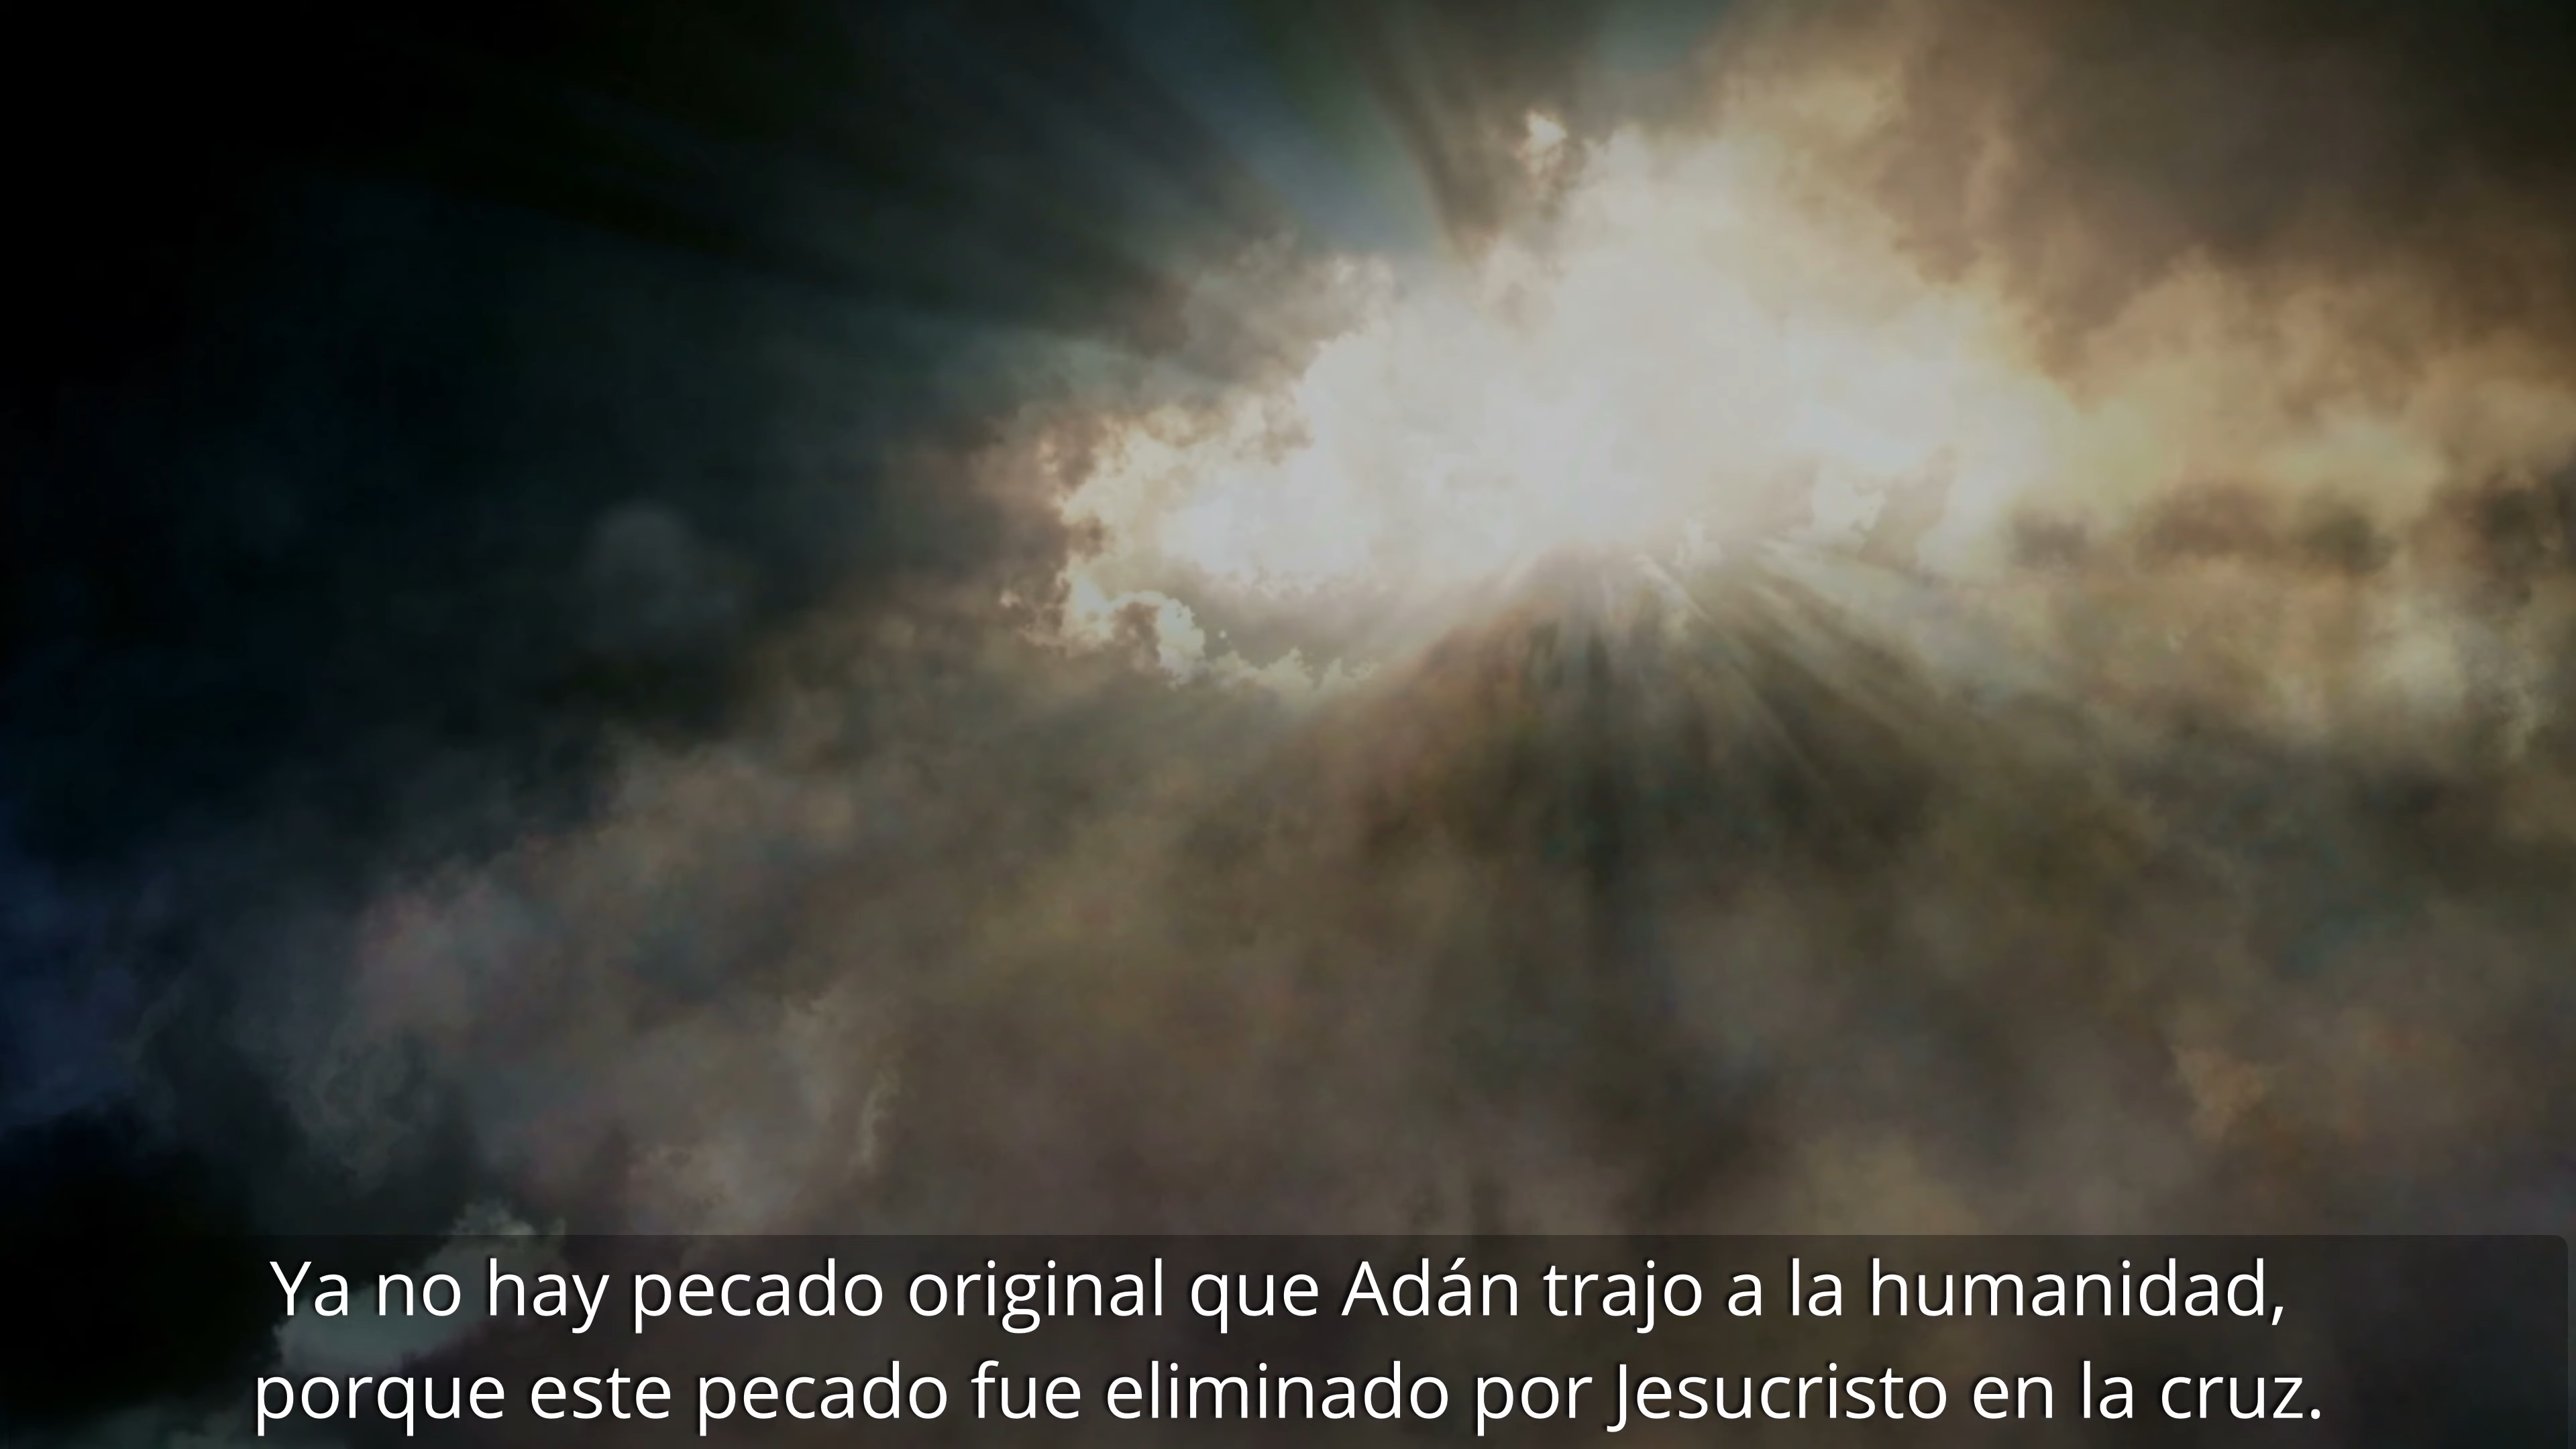 Ya no hay pecado original que Adán trajo a la humanidad,
porque este pecado fue eliminado por Jesucristo en la cruz.